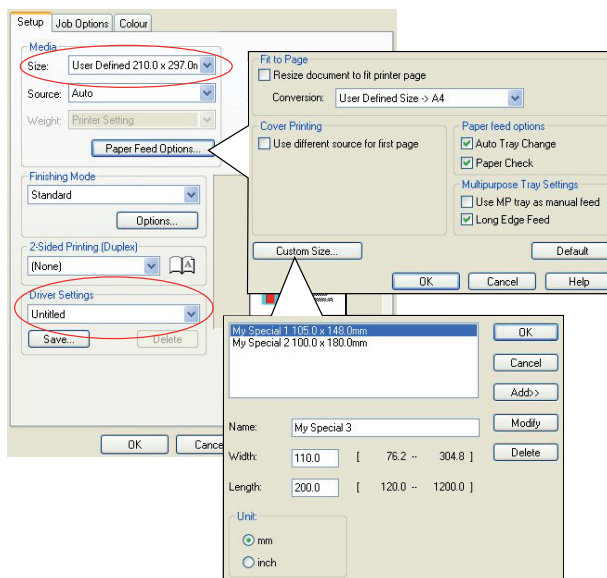 Setup Job Options Colour
Media
Size: User Defined 210.0 x 297.0n
Source: Auto
Weight: Printer Setting
Paper Feed Options...
Finishing Mode
Standard
Options...
2-Sided Printing (Duplex)
(None)
Driver Settings
Untitled
Save... Delete
OK Cance
Fit to Page
Resize document to fit printer page
Conversion: User Defined Size -> A4
Cover Printing
Use different source for first page
Paper feed options
Auto Tray Change
Paper Check
Multipurpose Tray Settings
Use MP tray as manual feed
Long Edge Feed
Custom Size... Default
OK Cancel Help
My Special 1 105.0 x 148.0mm
My Special 2 100.0 x 180.0mm
OK
Cancel
Add>>
Modify
Delete
Name: My Special 3
Width: 110.0 [ 76.2 -- 304.8 ]
Length: 200.0 [ 120.0 -- 1200.0 ]
Unit:
mm
inch